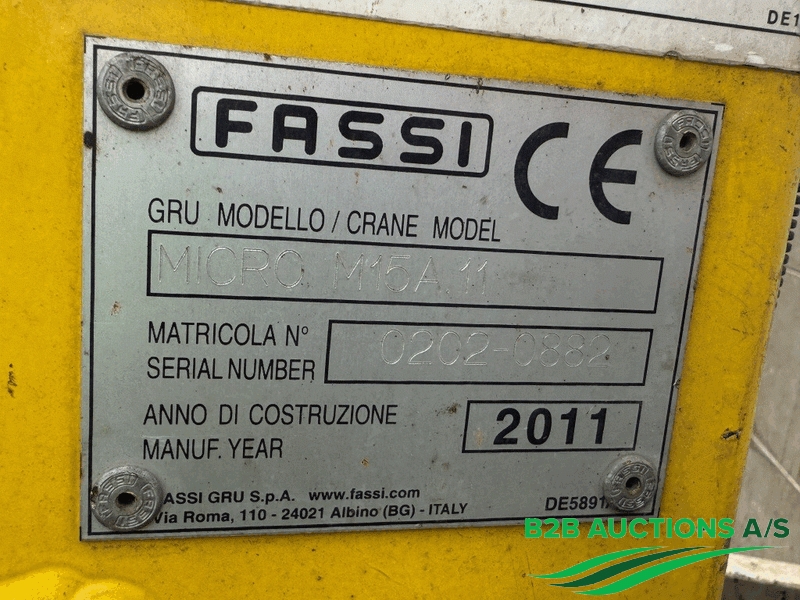 DE1
FASSI CE
GRU MODELLO / CRANE MODEL
MICRO M15A.11
MATRICOLA N°
SERIAL NUMBER
0202-0882
ANNO DI COSTRUZIONE
MANUF. YEAR
2011
FASSI GRU S.p.A. www.fassi.com
Via Roma, 110 - 24021 Albino (BG) - ITALY
DE5891
B2B AUCTIONS A/S